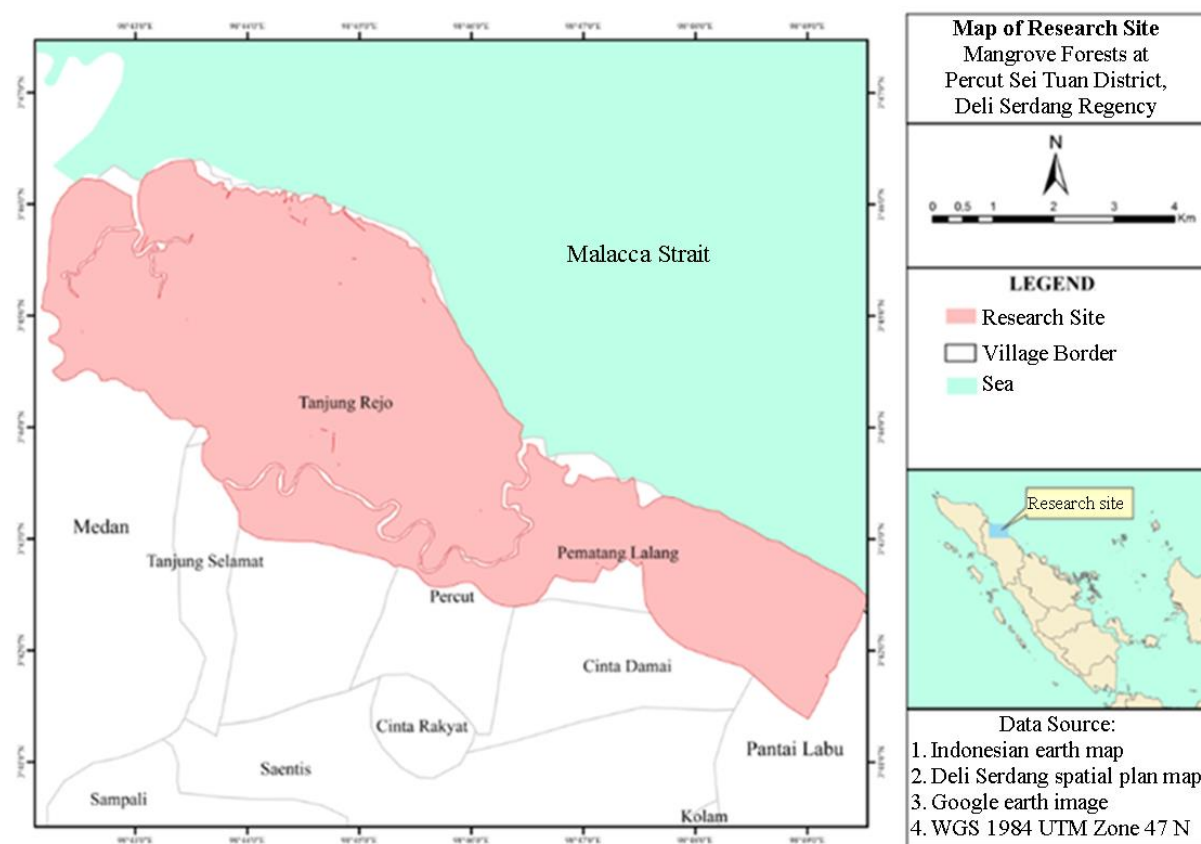 Map of Research Site
Mangrove Forests at
Percut Sei Tuan District,
Deli Serdang Regency
N
0 0.5 1 2 3 4
Km
LEGEND
Research Site
Village Border
Sea
Research site
Data Source:
1. Indonesian earth map
2. Deli Serdang spatial plan map
3. Google earth image
4. WGS 1984 UTM Zone 47 N
Malacca Strait
Tanjung Rejo
Medan
Tanjung Selamat
Pematang Lalang
Percut
Cinta Damai
Cinta Rakyat
Pantai Labu
Saentis
Sampali
Kolam